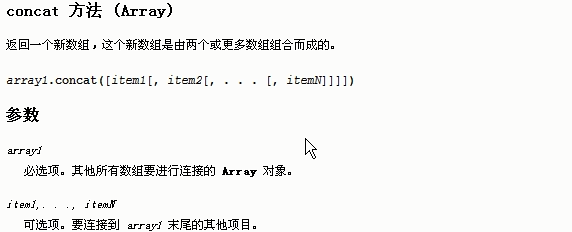 concat 方法 (Array)
返回一个新数组，这个新数组是由两个或更多数组组合而成的。
array1.concat([item1[, item2[, . . . [, itemN]]]])
参数
array1
必选项。其他所有数组要进行连接的 Array 对象。
item1,. . ., itemN
可选项。要连接到 array1 末尾的其他项目。